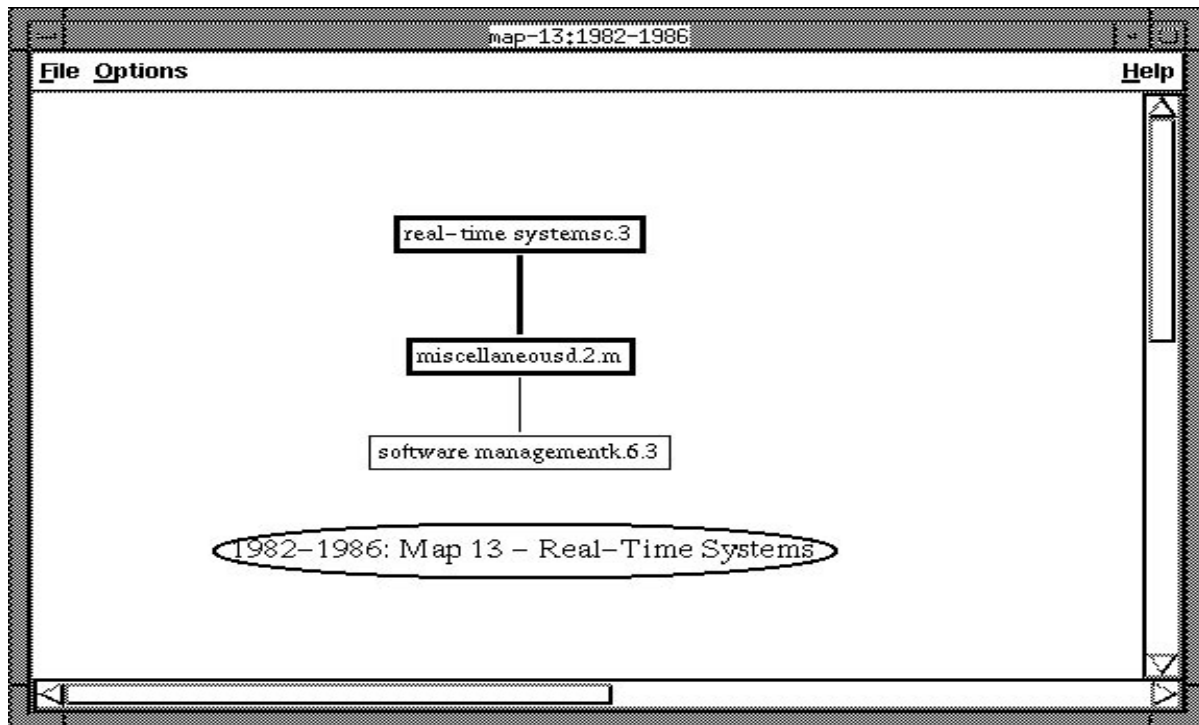 map-13:1982-1986
File Options Help
real-time systemsc.3
miscellaneousd.2.m
software managementk.6.3
1982-1986: Map 13 - Real-Time Systems